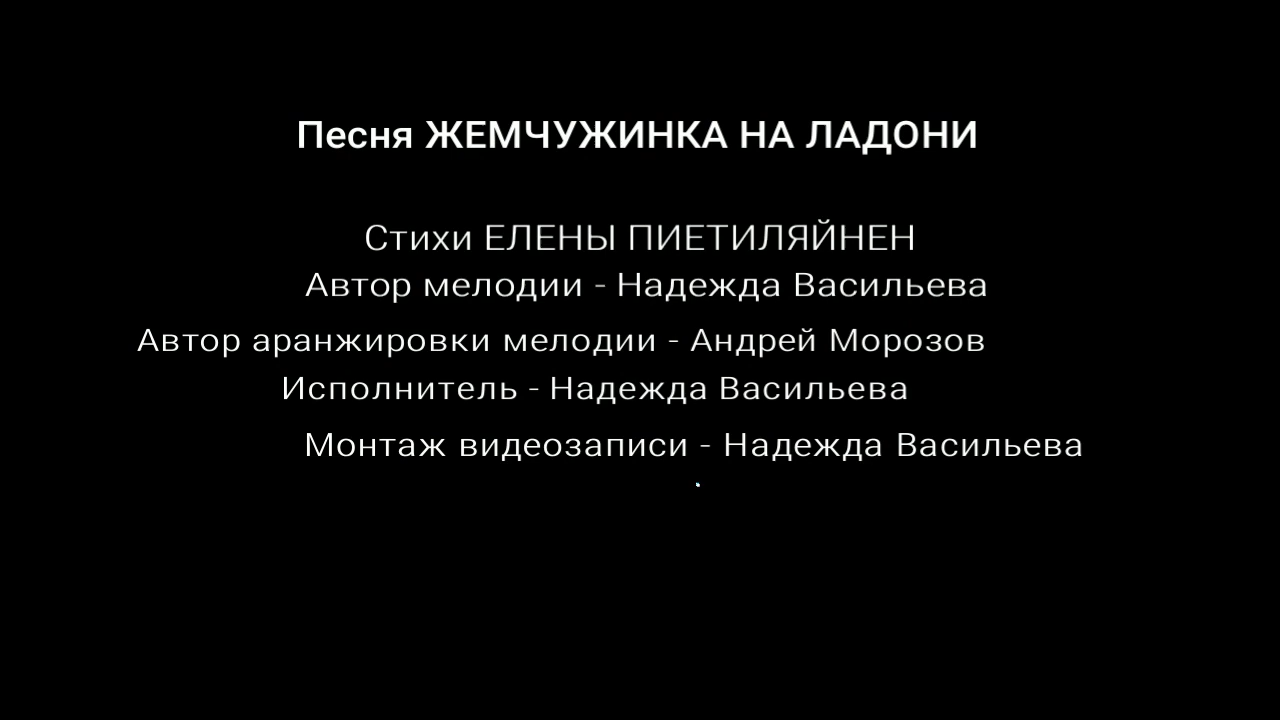 Песня ЖЕМЧУЖИНКА НА ЛАДОНИ
Стихи ЕЛЕНЫ ПИЕТИЛЯЙНЕН
Автор мелодии - Надежда Васильева
Автор аранжировки мелодии - Андрей Морозов
Исполнитель - Надежда Васильева
Монтаж видеозаписи - Надежда Васильева